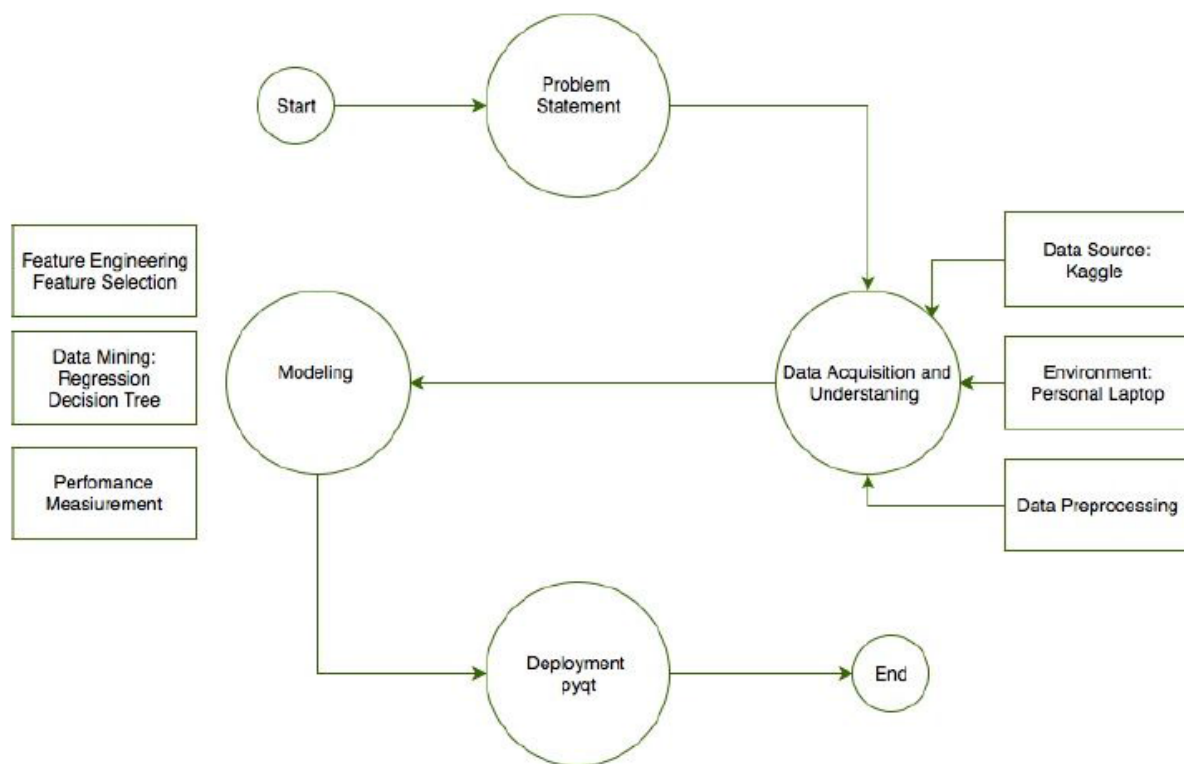 Start
Problem
Statement
Feature Engineering
Feature Selection
Data Mining:
Regression
Decision Tree
Perfomance
Measiurement
Modeling
Data Acquisition and
Understaning
Data Source:
Kaggle
Environment:
Personal Laptop
Data Preprocessing
Deployment
pyqt
End